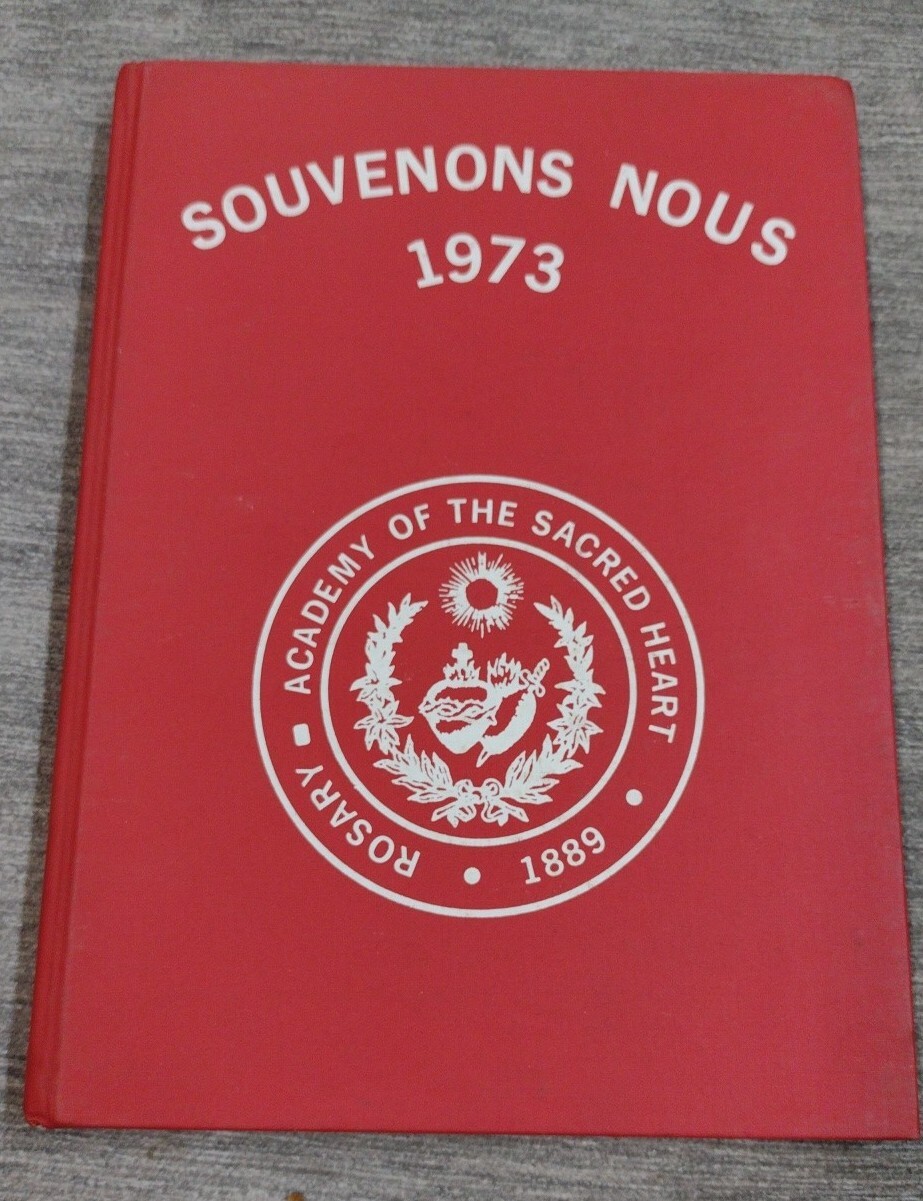 SOUVENONS NOUS
1973
ACADEMY OF THE SACRED HEART
ROSARY • 1889 •